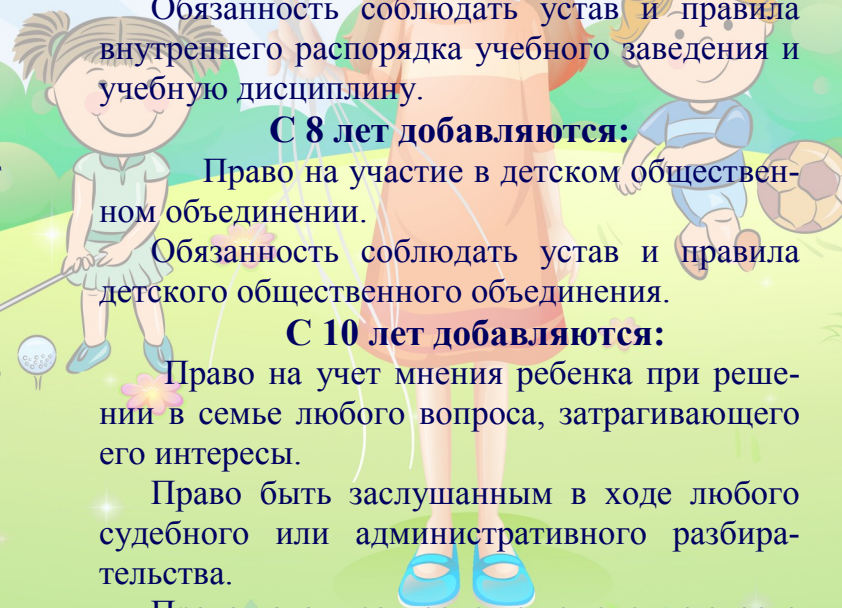 Обязанность соблюдать устав и правила
внутреннего распорядка учебного заведения и
учебную дисциплину.
С 8 лет добавляются:
Право на участие в детском обществен-
ном объединении.
Обязанность соблюдать устав и правила
детского общественного объединения.
С 10 лет добавляются:
Право на учет мнения ребенка при реше-
нии в семье любого вопроса, затрагивающего
его интересы.
Право быть заслушанным в ходе любого
судебного или административного разбира-
тельства.